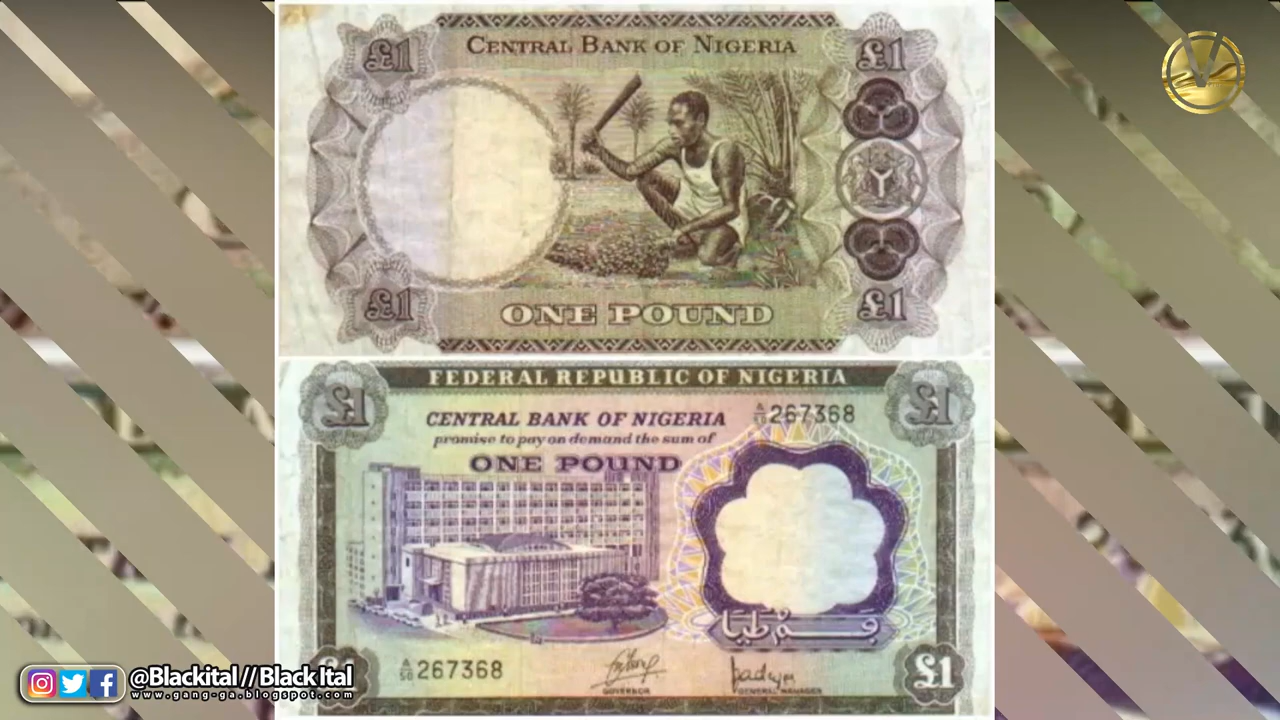 CENTRAL BANK OF NIGERIA
£1
£1
£1
£1
ONE POUND
FEDERAL REPUBLIC OF NIGERIA
£1
£1
CENTRAL BANK OF NIGERIA
267368
promise to pay on demand the sum of
ONE POUND
267368
GOVERNOR
GENERAL MANAGER
£1
@Blackital // Black Ital
www.gang-ga.blogspot.com